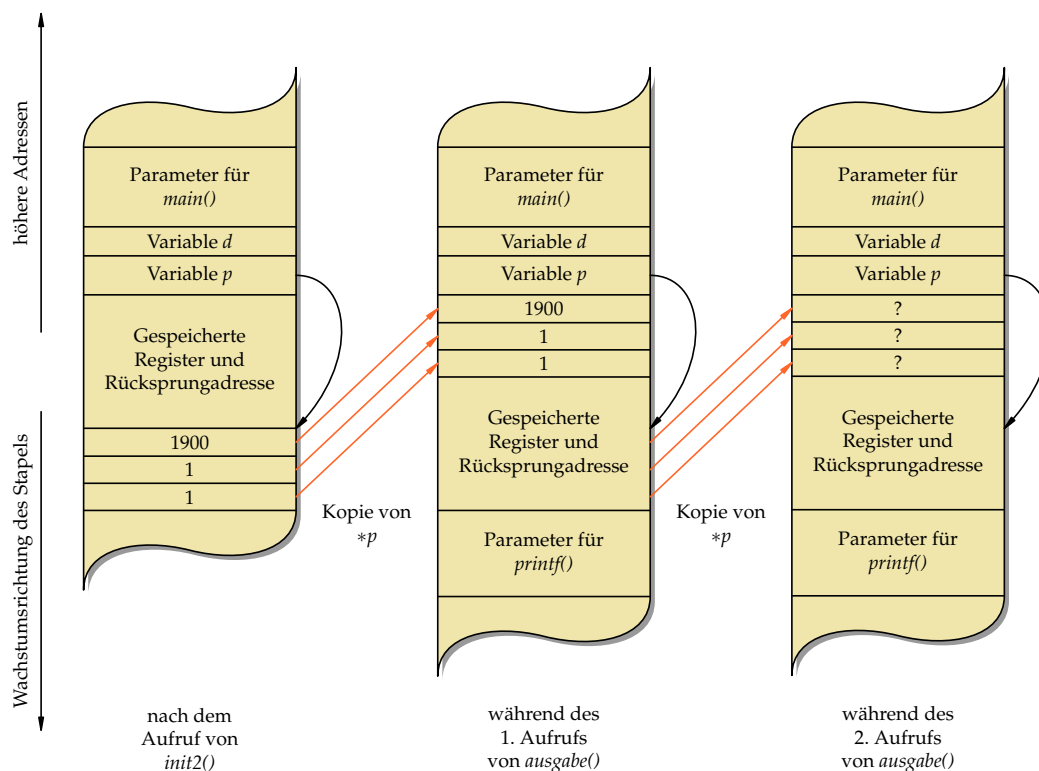 höhere Adressen
Wachstumsrichtung des Stapels
Parameter für
main()
Variable d
Variable p
Gespeicherte
Register und
Rücksprungadresse
1900
1
1
nach dem
Aufruf von
init2()
Kopie von
*p
Parameter für
main()
Variable d
Variable p
1900
1
1
Gespeicherte
Register und
Rücksprungadresse
Parameter für
printf()
während des
1. Aufrufs
von ausgabe()
Kopie von
*p
Parameter für
main()
Variable d
Variable p
?
?
?
Gespeicherte
Register und
Rücksprungadresse
Parameter für
printf()
während des
2. Aufrufs
von ausgabe()